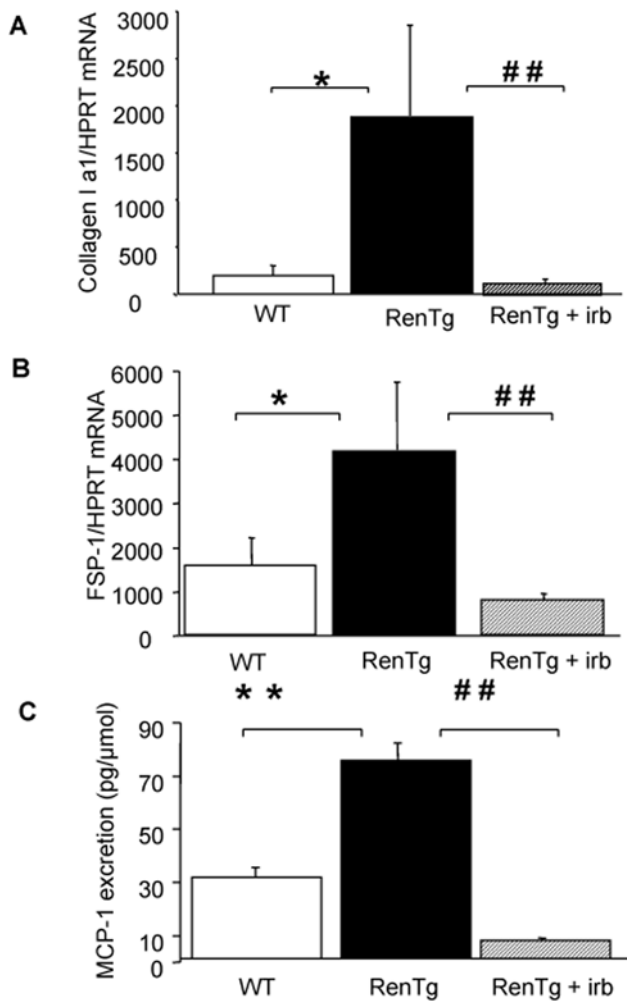 A
Collagen I a1/HPRT mRNA
3000
2000
1500
1000
500
0
*
##
WT
RenTg
RenTg + irb
B
FSP-1/HPRT mRNA
6000
4000
3000
2000
1000
0
*
##
WT
RenTg
RenTg + irb
C
MCP-1 excretion (pg/µmol)
90
70
50
30
10
0
**
##
WT
RenTg
RenTg + irb